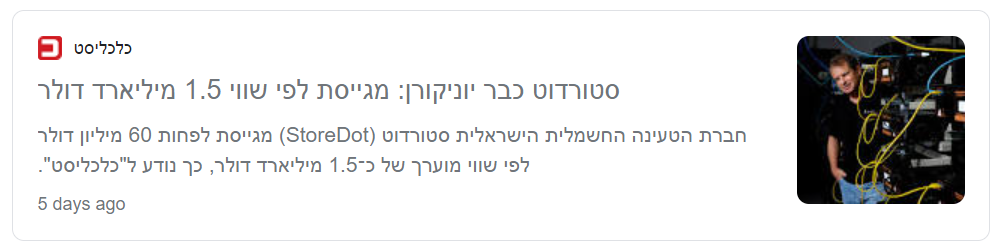 כלכליסט
סטורדוט כבר יוניקורן: מגייסת לפי שווי 1.5 מיליארד דולר
חברת הטעינה החשמלית הישראלית סטורדוט (StoreDot) מגייסת לפחות 60 מיליון דולר
לפי שווי מוערך של כ־1.5 מיליארד דולר, כך נודע ל"כלכליסט".
5 days ago